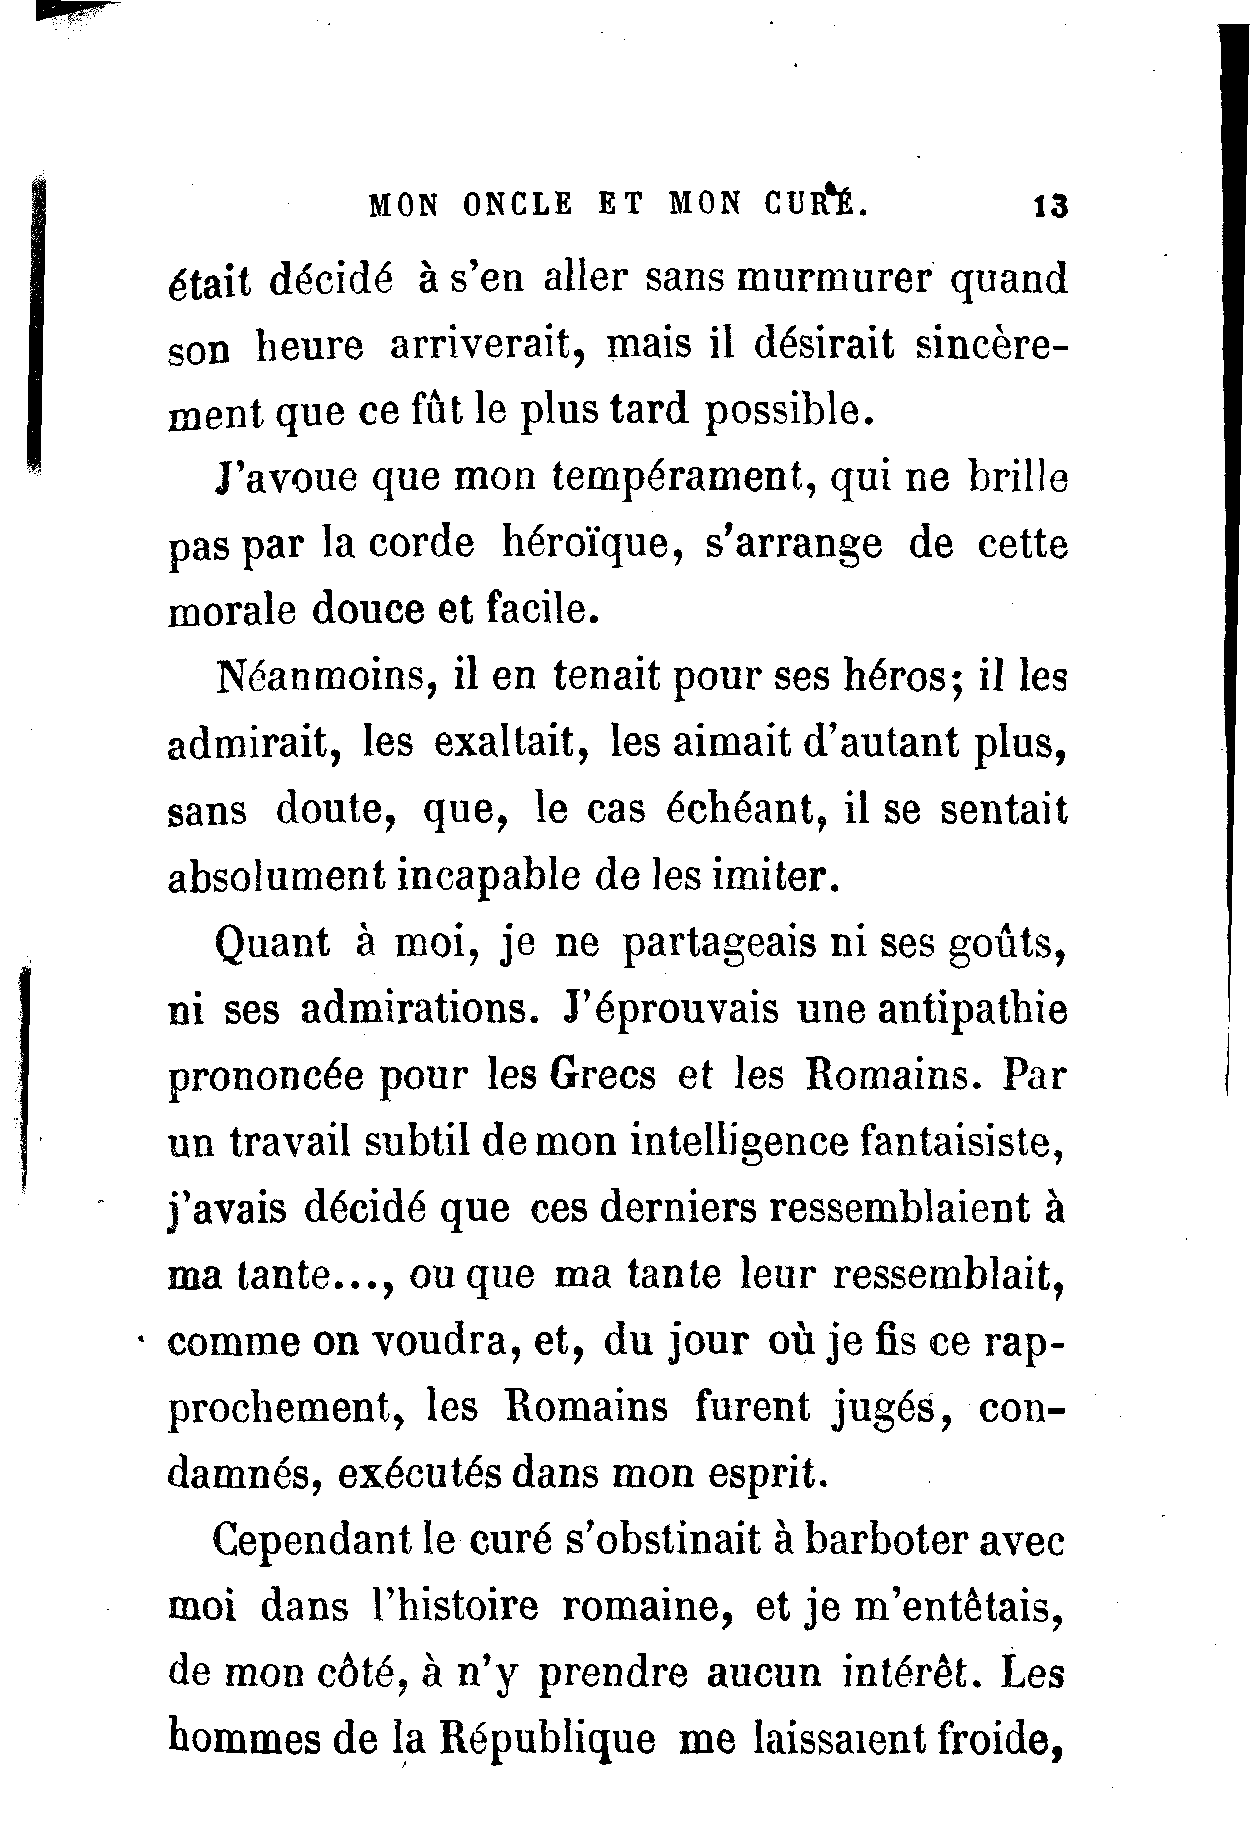 MON ONCLE ET MON CURÉ. 13
était décidé à s'en aller sans murmurer quand
son heure arriverait, mais il désirait sincère-
ment que ce fût le plus tard possible.
J'avoue que mon tempérament, qui ne brille
pas par la corde héroïque, s'arrange de cette
morale douce et facile.
Néanmoins, il en tenait pour ses héros; il les
admirait, les exaltait, les aimait d'autant plus,
sans doute, que, le cas échéant, il se sentait
absolument incapable de les imiter.
Quant à moi, je ne partageais ni ses goûts,
ni ses admirations. J'éprouvais une antipathie
prononcée pour les Grecs et les Romains. Par
un travail subtil de mon intelligence fantaisiste,
j'avais décidé que ces derniers ressemblaient à
ma tante..., ou que ma tante leur ressemblait,
comme on voudra, et, du jour où je fis ce rap-
prochement, les Romains furent jugés, con-
damnés, exécutés dans mon esprit.
Cependant le curé s'obstinait à barboter avec
moi dans l'histoire romaine, et je m'entêtais,
de mon côté, à n'y prendre aucun intérêt. Les
hommes de la République me laissaient froide,